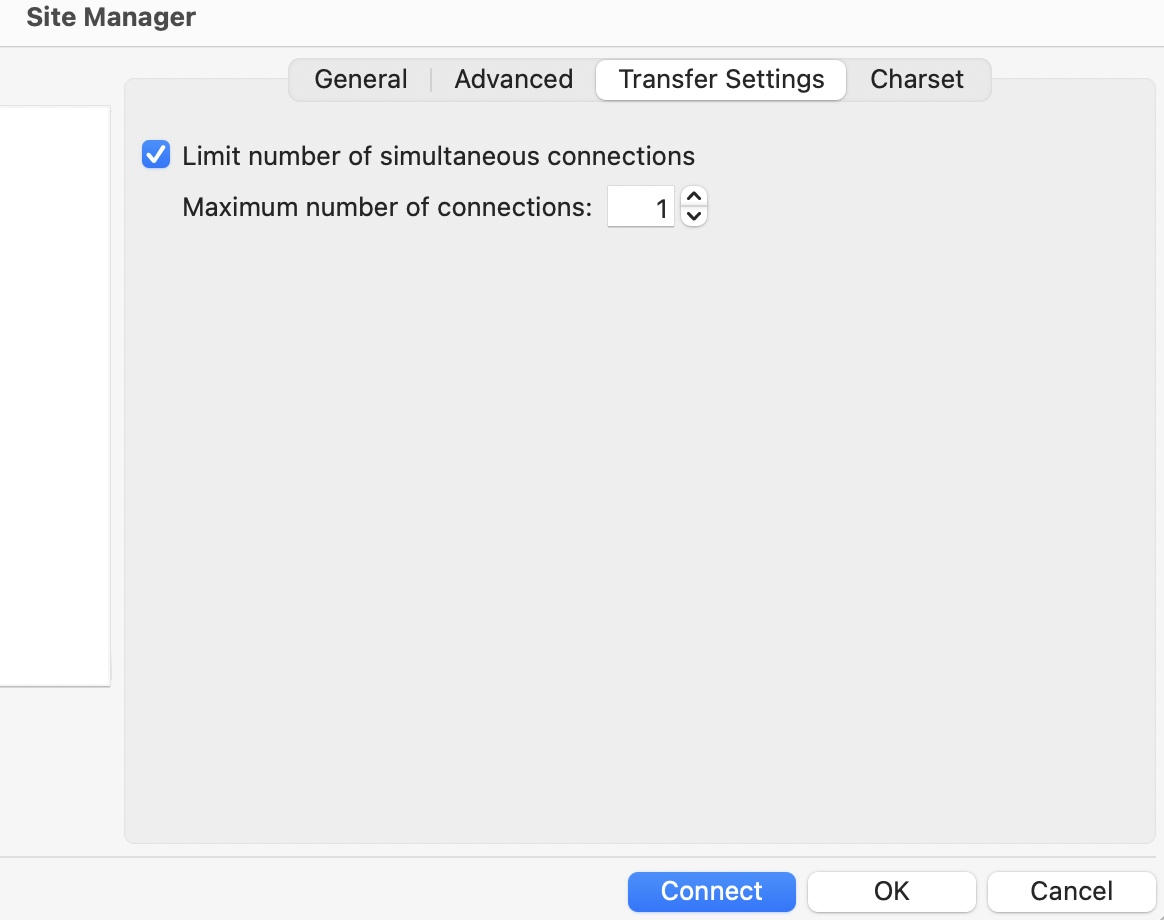 Site Manager
General Advanced Transfer Settings Charset
Limit number of simultaneous connections
Maximum number of connections: 1
Connect OK Cancel